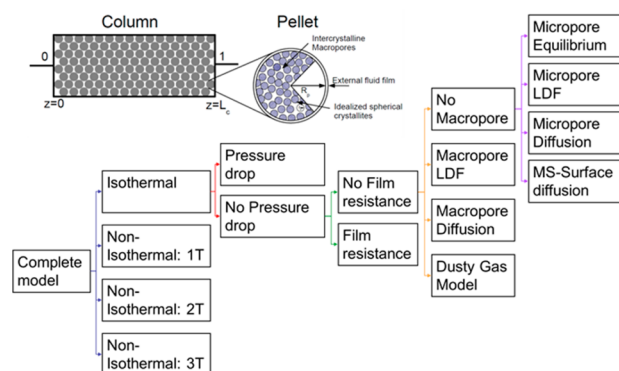 Column
Pellet
0
1
z=0
z=L꜀
Intercrystalline
Macropores
External fluid film
Idealized spherical
crystallites
Complete
model
Isothermal
Non-
Isothermal: 1T
Non-
Isothermal: 2T
Non-
Isothermal: 3T
Pressure
drop
No Pressure
drop
No Film
resistance
Film
resistance
No
Macropore
Macropore
LDF
Macropore
Diffusion
Dusty Gas
Model
Micropore
Equilibrium
Micropore
LDF
Micropore
Diffusion
MS-Surface
diffusion